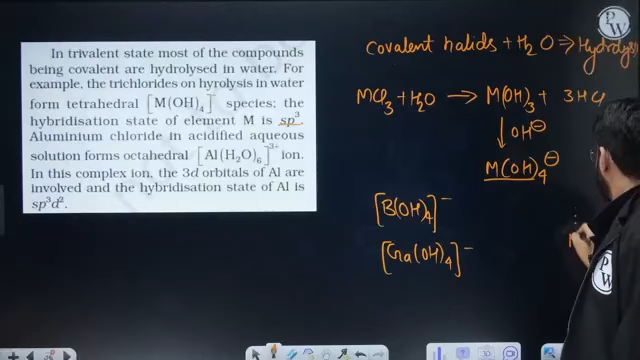 In trivalent state most of the compounds
being covalent are hydrolysed in water. For
example, the trichlorides on hyrolysis in water
form tetrahedral [M(OH)₄]⁻ species; the
hybridisation state of element M is sp³.
Aluminium chloride in acidified aqueous
solution forms octahedral [Al(H₂O)₆]³⁺ ion.
In this complex ion, the 3d orbitals of Al are
involved and the hybridisation state of Al is
sp³d².
covalent halids + H₂O ⇒ Hydrolys
MCl₃ + H₂O → M(OH)₃ + 3HCl
↓ OH⊖
M(OH)₄⊖
[B(OH)₄]⁻
[Ga(OH)₄]⁻
P
W
P
W